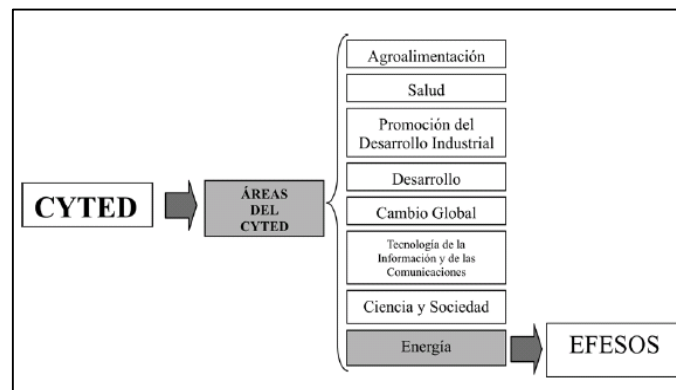 CYTED
ÁREAS
DEL
CYTED
Agroalimentación
Salud
Promoción del
Desarrollo Industrial
Desarrollo
Cambio Global
Tecnología de la
Información y de las
Comunicaciones
Ciencia y Sociedad
Energía
EFESOS